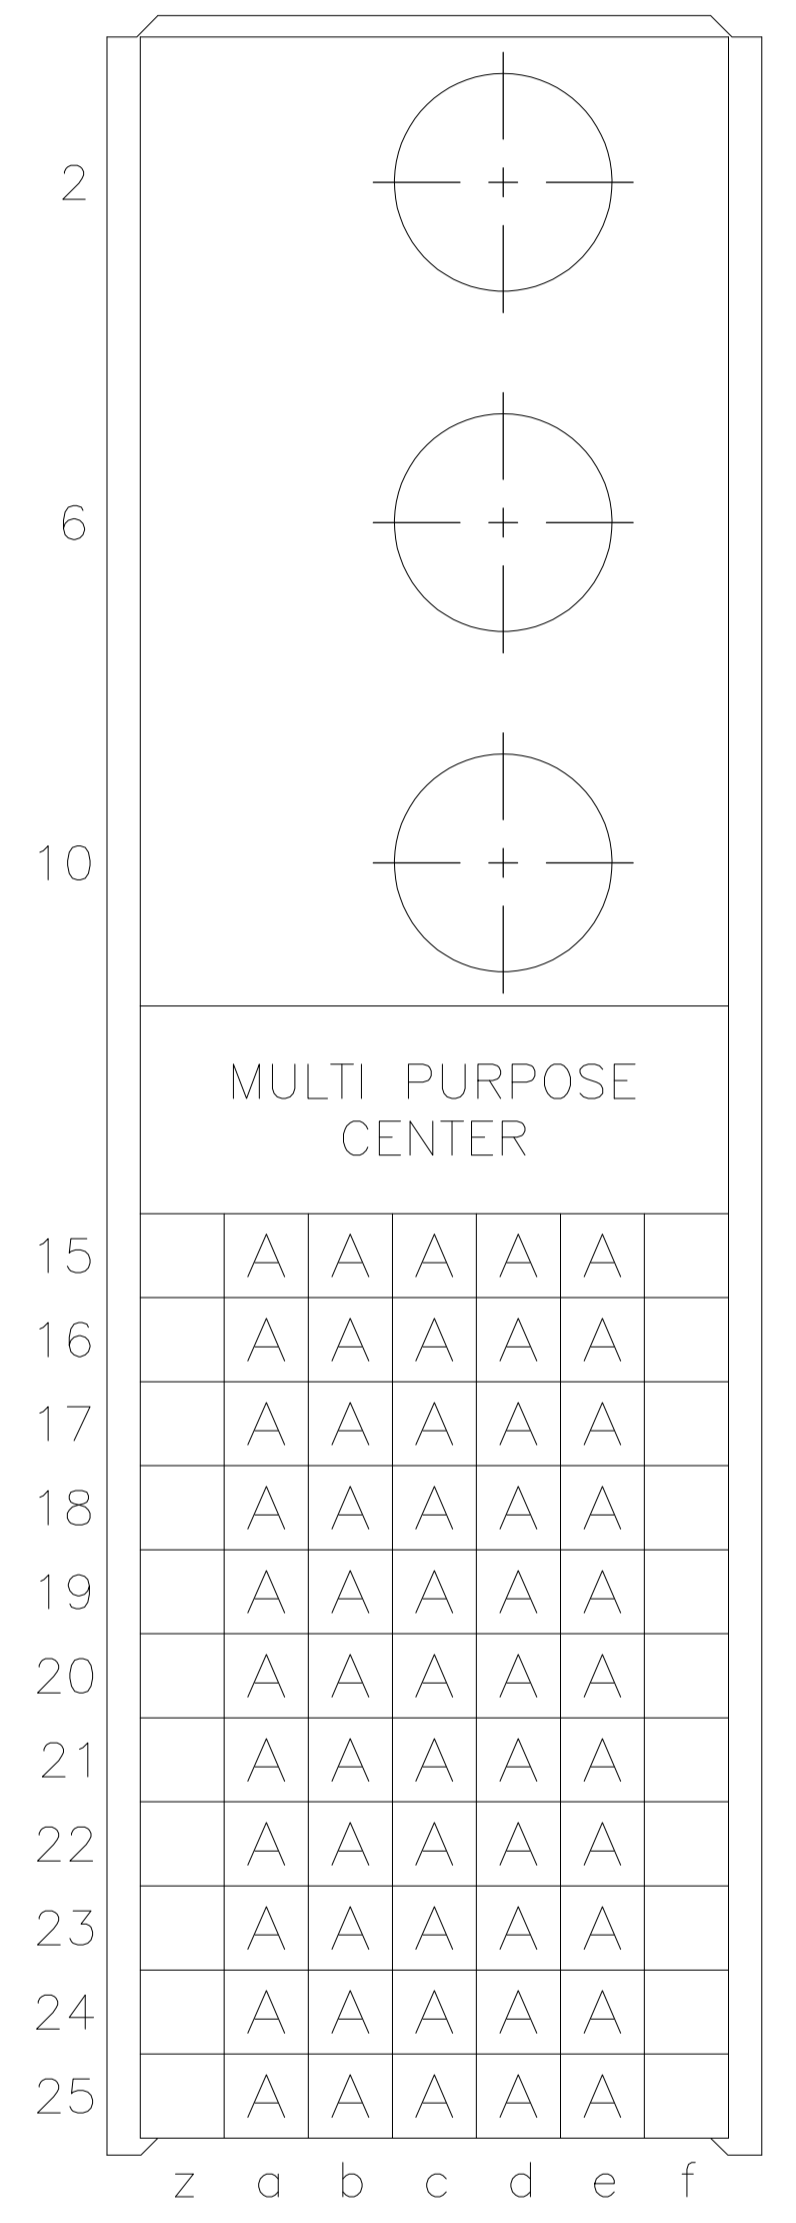 2
6
10
MULTI PURPOSE
CENTER
15 A A A A A
16 A A A A A
17 A A A A A
18 A A A A A
19 A A A A A
20 A A A A A
21 A A A A A
22 A A A A A
23 A A A A A
24 A A A A A
25 A A A A A
z a b c d e f